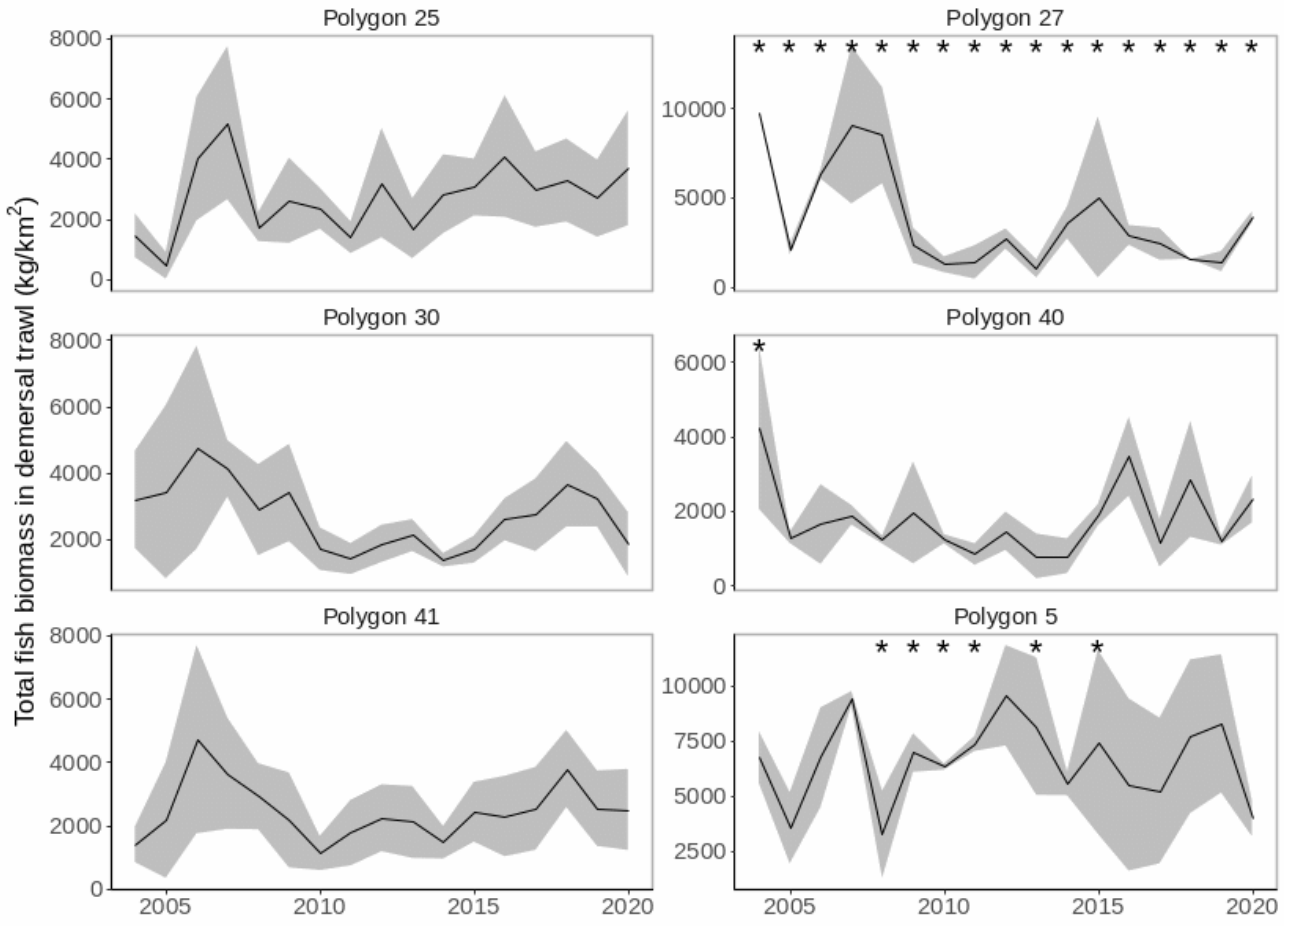 Total fish biomass in demersal trawl (kg/km²)
Polygon 25
8000
6000
4000
2000
0
Polygon 27
* * * * * * * * * * * * * * * * *
10000
5000
0
Polygon 30
8000
6000
4000
2000
Polygon 40
*
6000
4000
2000
0
Polygon 41
8000
6000
4000
2000
0
2005 2010 2015 2020
Polygon 5
* * * * * *
10000
7500
5000
2500
2005 2010 2015 2020